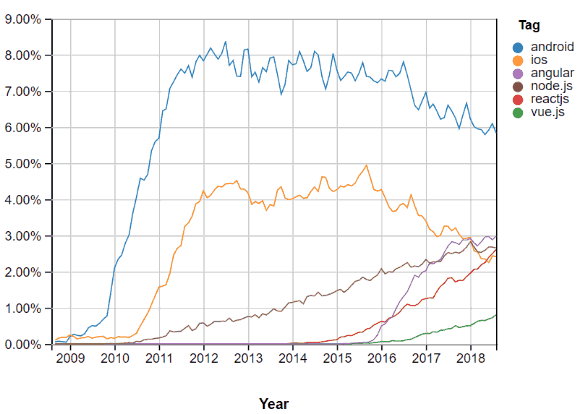 9.00%
8.00%
7.00%
6.00%
5.00%
4.00%
3.00%
2.00%
1.00%
0.00%
2009 2010 2011 2012 2013 2014 2015 2016 2017 2018
Year
Tag
android
ios
angular
node.js
reactjs
vue.js